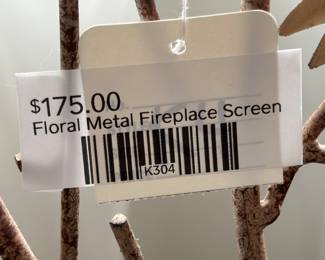 $175.00
Floral Metal Fireplace Screen
K304